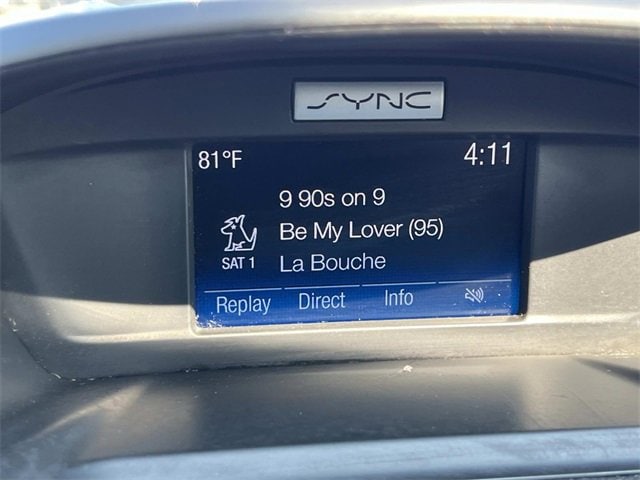 SYNC
81°F 4:11
9 90s on 9
Be My Lover (95)
SAT 1 La Bouche
Replay Direct Info